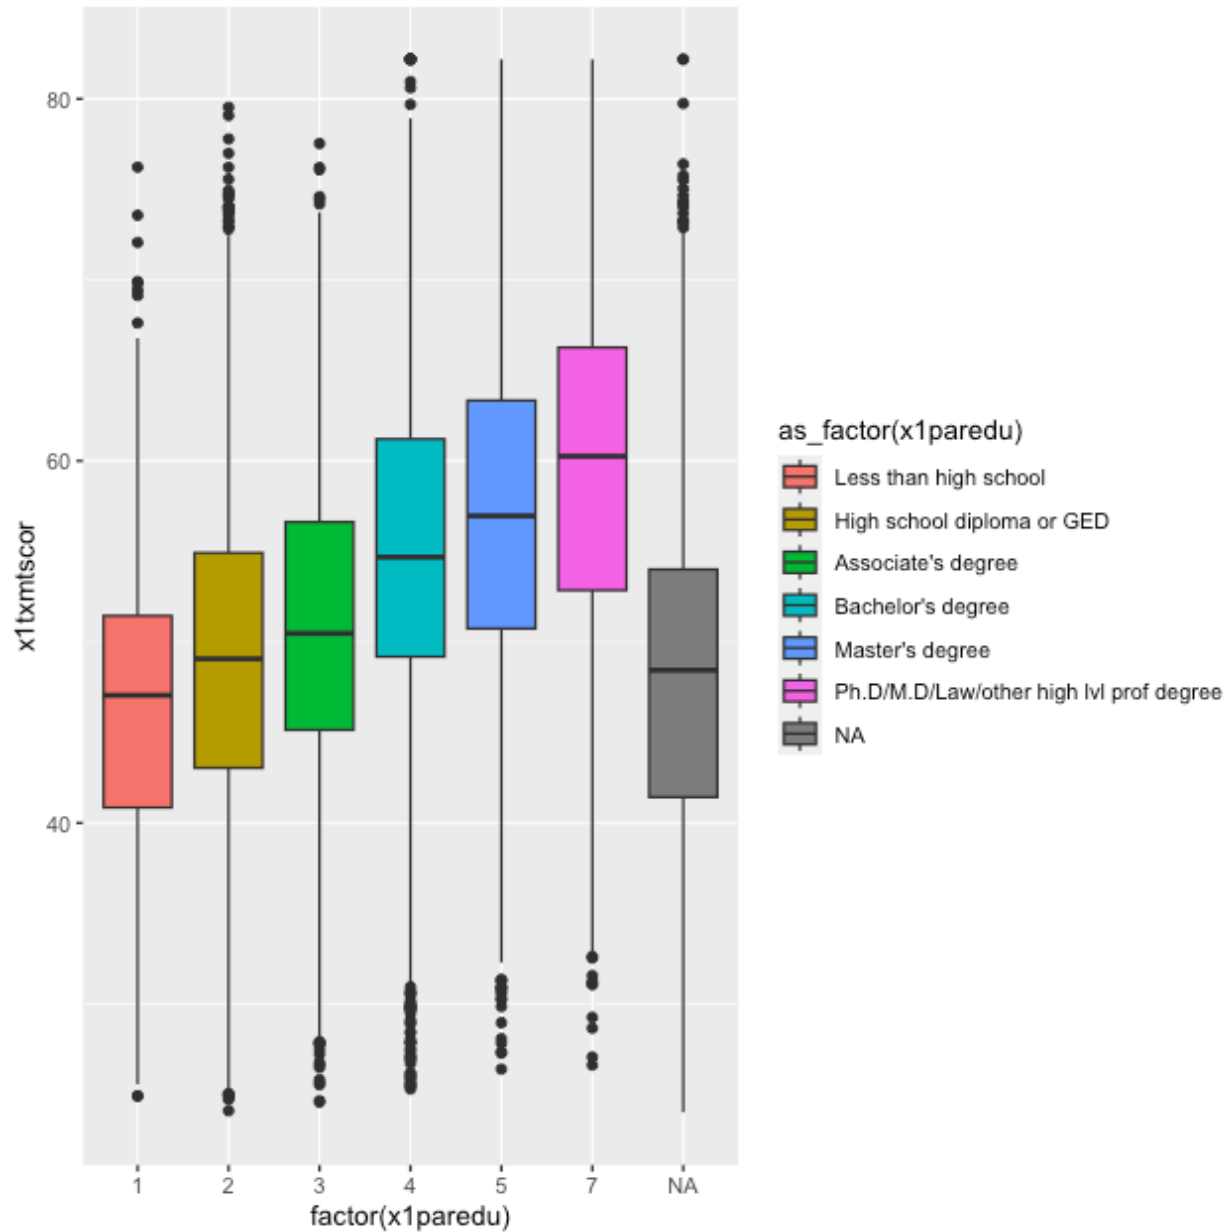 80
60
40
x1txmtscor
1 2 3 4 5 7 NA
factor(x1paredu)
as_factor(x1paredu)
Less than high school
High school diploma or GED
Associate's degree
Bachelor's degree
Master's degree
Ph.D/M.D/Law/other high lvl prof degree
NA